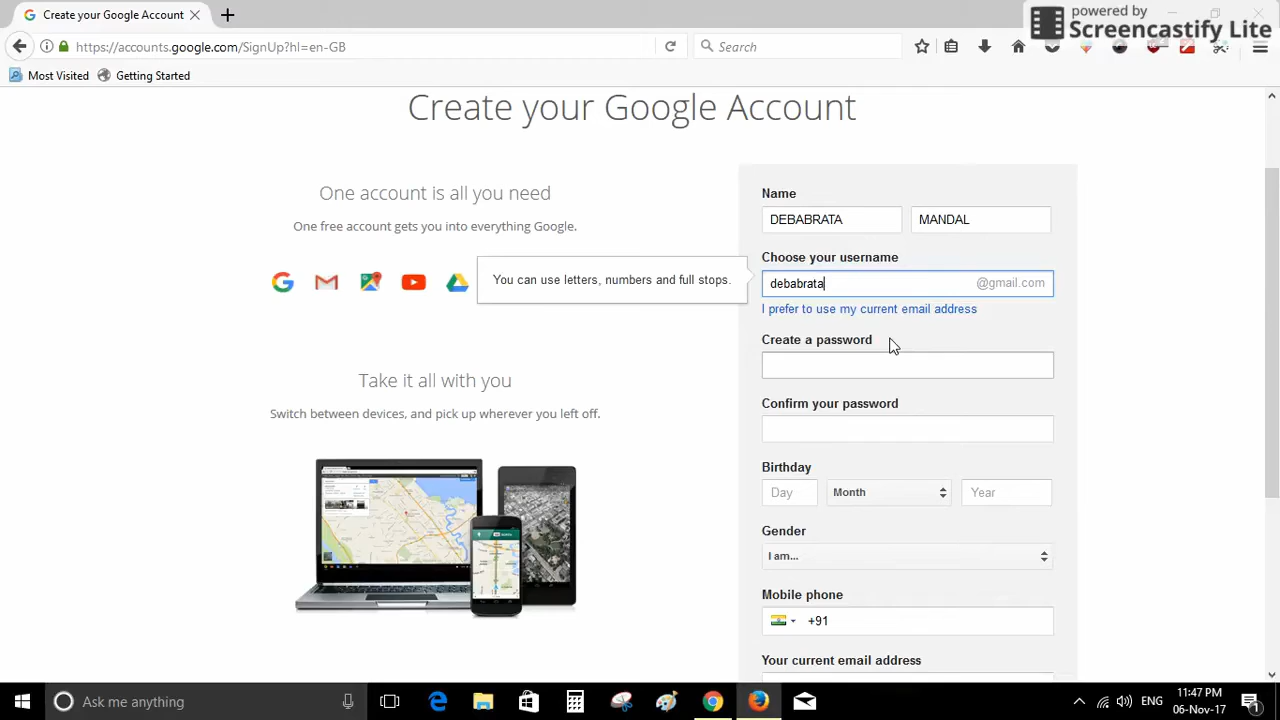 Create your Google Account
powered by
Screencastify Lite
https://accounts.google.com/SignUp?hl=en-GB
Search
Most Visited
Getting Started
Create your Google Account
One account is all you need
One free account gets you into everything Google.
You can use letters, numbers and full stops.
Take it all with you
Switch between devices, and pick up wherever you left off.
Name
DEBABRATA
MANDAL
Choose your username
debabrata
@gmail.com
I prefer to use my current email address
Create a password
Confirm your password
Birthday
Day
Month
Year
Gender
I am...
Mobile phone
+91
Your current email address
Ask me anything
ENG
11:47 PM
06-Nov-17
1